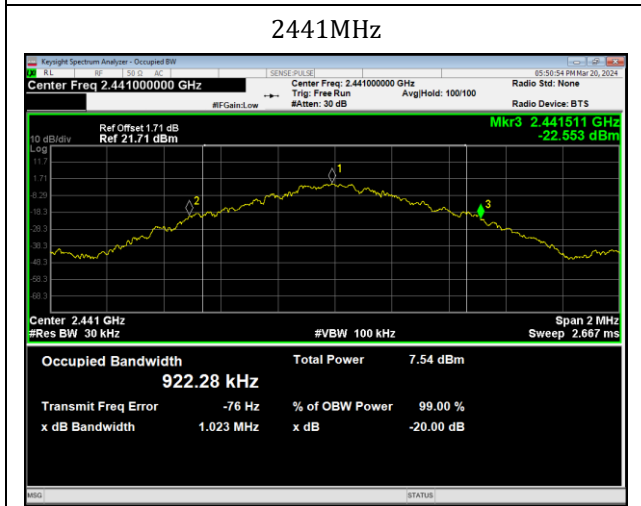 2441MHz
Keysight Spectrum Analyzer - Occupied BW
RL RF 50 Ω AC SENSE:PULSE 05:50:54 PM Mar 20, 2024
Center Freq 2.441000000 GHz Center Freq: 2.441000000 GHz Radio Std: None
Trig: Free Run Avg|Hold: 100/100
#IFGain:Low #Atten: 30 dB Radio Device: BTS
Mkr3 2.441511 GHz
Ref Offset 1.71 dB
10 dB/div Ref 21.71 dBm -22.553 dBm
Log
11.7
1.71
-8.29
-18.3
-28.3
-38.3
-48.3
-58.3
-68.3
1
2
3
Center 2.441 GHz Span 2 MHz
#Res BW 30 kHz #VBW 100 kHz Sweep 2.667 ms
Occupied Bandwidth Total Power 7.54 dBm
922.28 kHz
Transmit Freq Error -76 Hz % of OBW Power 99.00 %
x dB Bandwidth 1.023 MHz x dB -20.00 dB
MSG STATUS